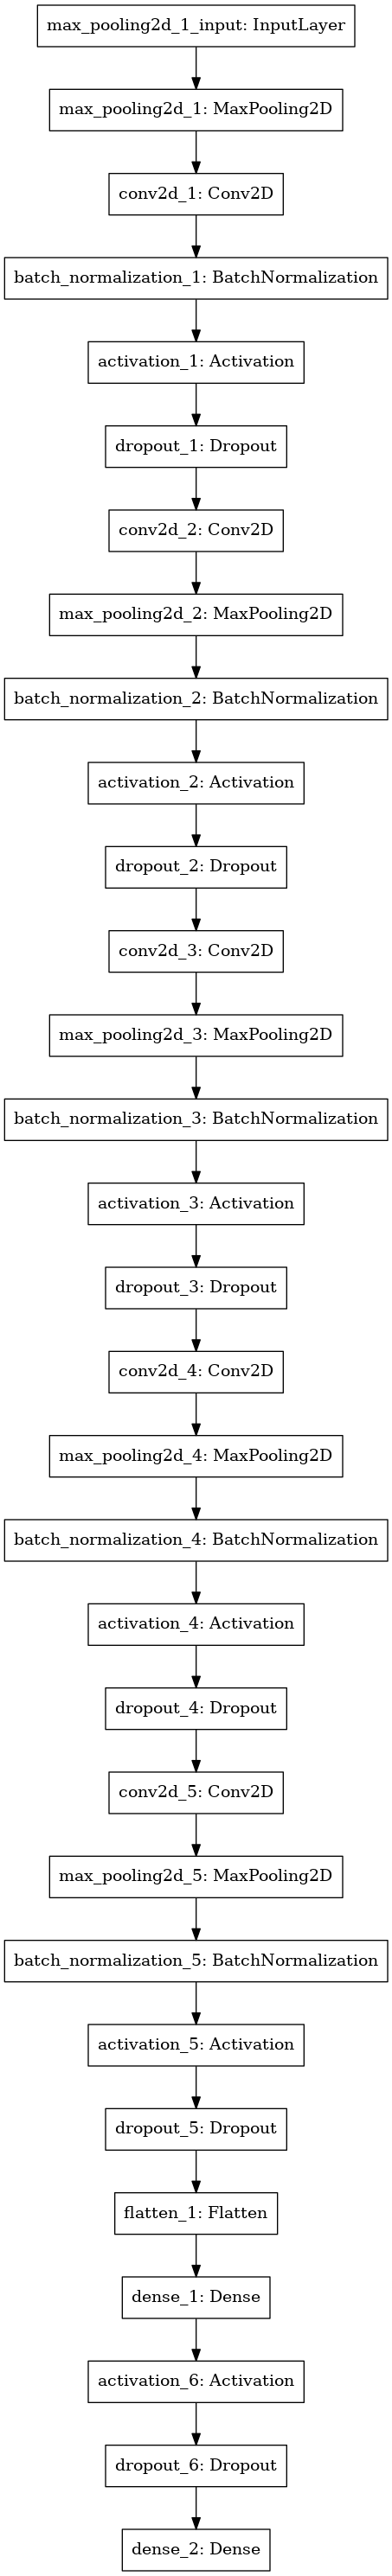 max_pooling2d_1_input: InputLayer
max_pooling2d_1: MaxPooling2D
conv2d_1: Conv2D
batch_normalization_1: BatchNormalization
activation_1: Activation
dropout_1: Dropout
conv2d_2: Conv2D
max_pooling2d_2: MaxPooling2D
batch_normalization_2: BatchNormalization
activation_2: Activation
dropout_2: Dropout
conv2d_3: Conv2D
max_pooling2d_3: MaxPooling2D
batch_normalization_3: BatchNormalization
activation_3: Activation
dropout_3: Dropout
conv2d_4: Conv2D
max_pooling2d_4: MaxPooling2D
batch_normalization_4: BatchNormalization
activation_4: Activation
dropout_4: Dropout
conv2d_5: Conv2D
max_pooling2d_5: MaxPooling2D
batch_normalization_5: BatchNormalization
activation_5: Activation
dropout_5: Dropout
flatten_1: Flatten
dense_1: Dense
activation_6: Activation
dropout_6: Dropout
dense_2: Dense